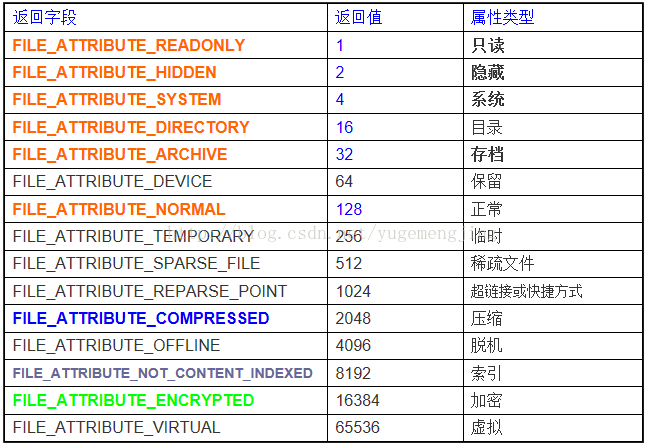 返回字段 返回值 属性类型
FILE_ATTRIBUTE_READONLY 1 只读
FILE_ATTRIBUTE_HIDDEN 2 隐藏
FILE_ATTRIBUTE_SYSTEM 4 系统
FILE_ATTRIBUTE_DIRECTORY 16 目录
FILE_ATTRIBUTE_ARCHIVE 32 存档
FILE_ATTRIBUTE_DEVICE 64 保留
FILE_ATTRIBUTE_NORMAL 128 正常
FILE_ATTRIBUTE_TEMPORARY 256 临时
FILE_ATTRIBUTE_SPARSE_FILE 512 稀疏文件
FILE_ATTRIBUTE_REPARSE_POINT 1024 超链接或快捷方式
FILE_ATTRIBUTE_COMPRESSED 2048 压缩
FILE_ATTRIBUTE_OFFLINE 4096 脱机
FILE_ATTRIBUTE_NOT_CONTENT_INDEXED 8192 索引
FILE_ATTRIBUTE_ENCRYPTED 16384 加密
FILE_ATTRIBUTE_VIRTUAL 65536 虚拟